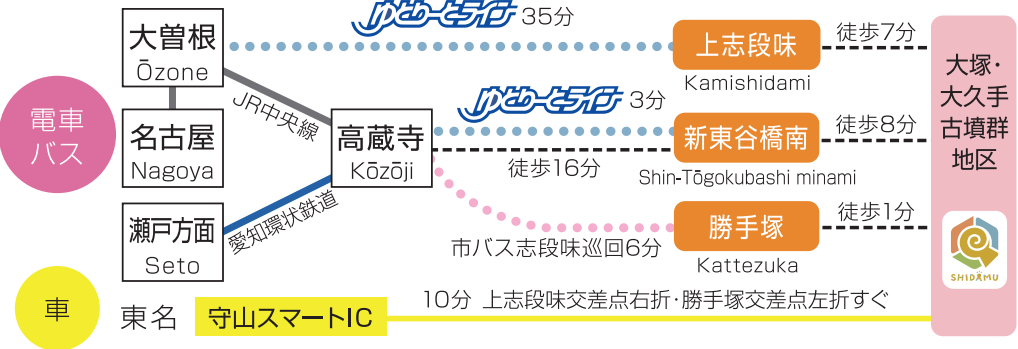 ゆとりーとライン 35分
大曽根
Ōzone
上志段味
Kamishidami
徒歩7分
大塚・
大久手
古墳群
地区
JR中央線
電車
バス
名古屋
Nagoya
高蔵寺
Kōzōji
ゆとりーとライン 3分
徒歩16分
新東谷橋南
Shin-Tōgokubashi minami
徒歩8分
瀬戸方面
Seto
愛知環状鉄道
市バス志段味巡回6分
勝手塚
Kattezuka
徒歩1分
SHIDAMU
車
東名 守山スマートIC
10分 上志段味交差点右折・勝手塚交差点左折すぐ